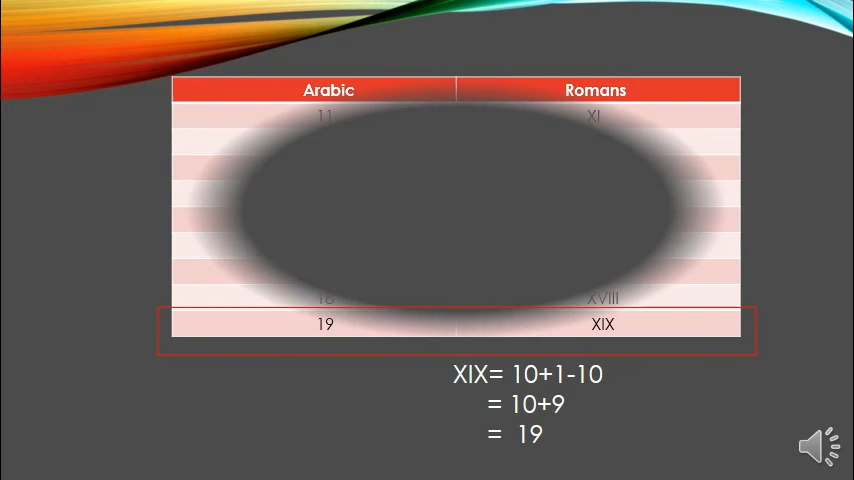 Arabic Romans
11 XI
18 XVIII
19 XIX
XIX= 10+1-10
= 10+9
= 19